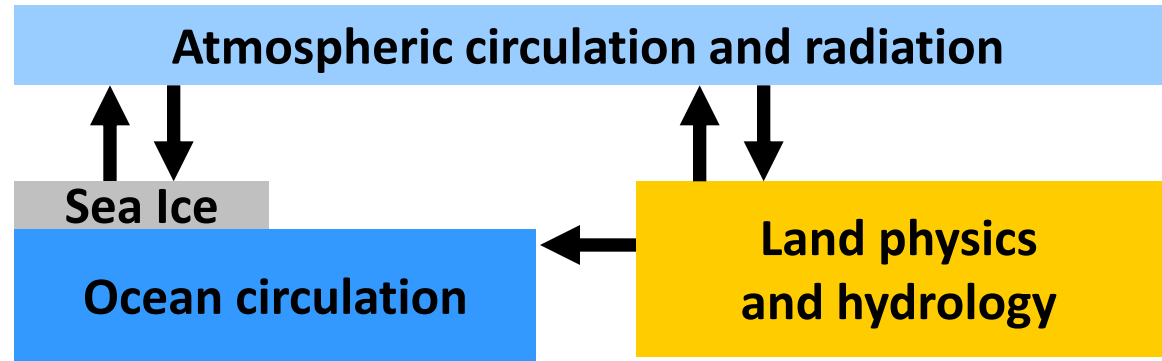 Atmospheric circulation and radiation
Sea Ice
Ocean circulation
Land physics
and hydrology